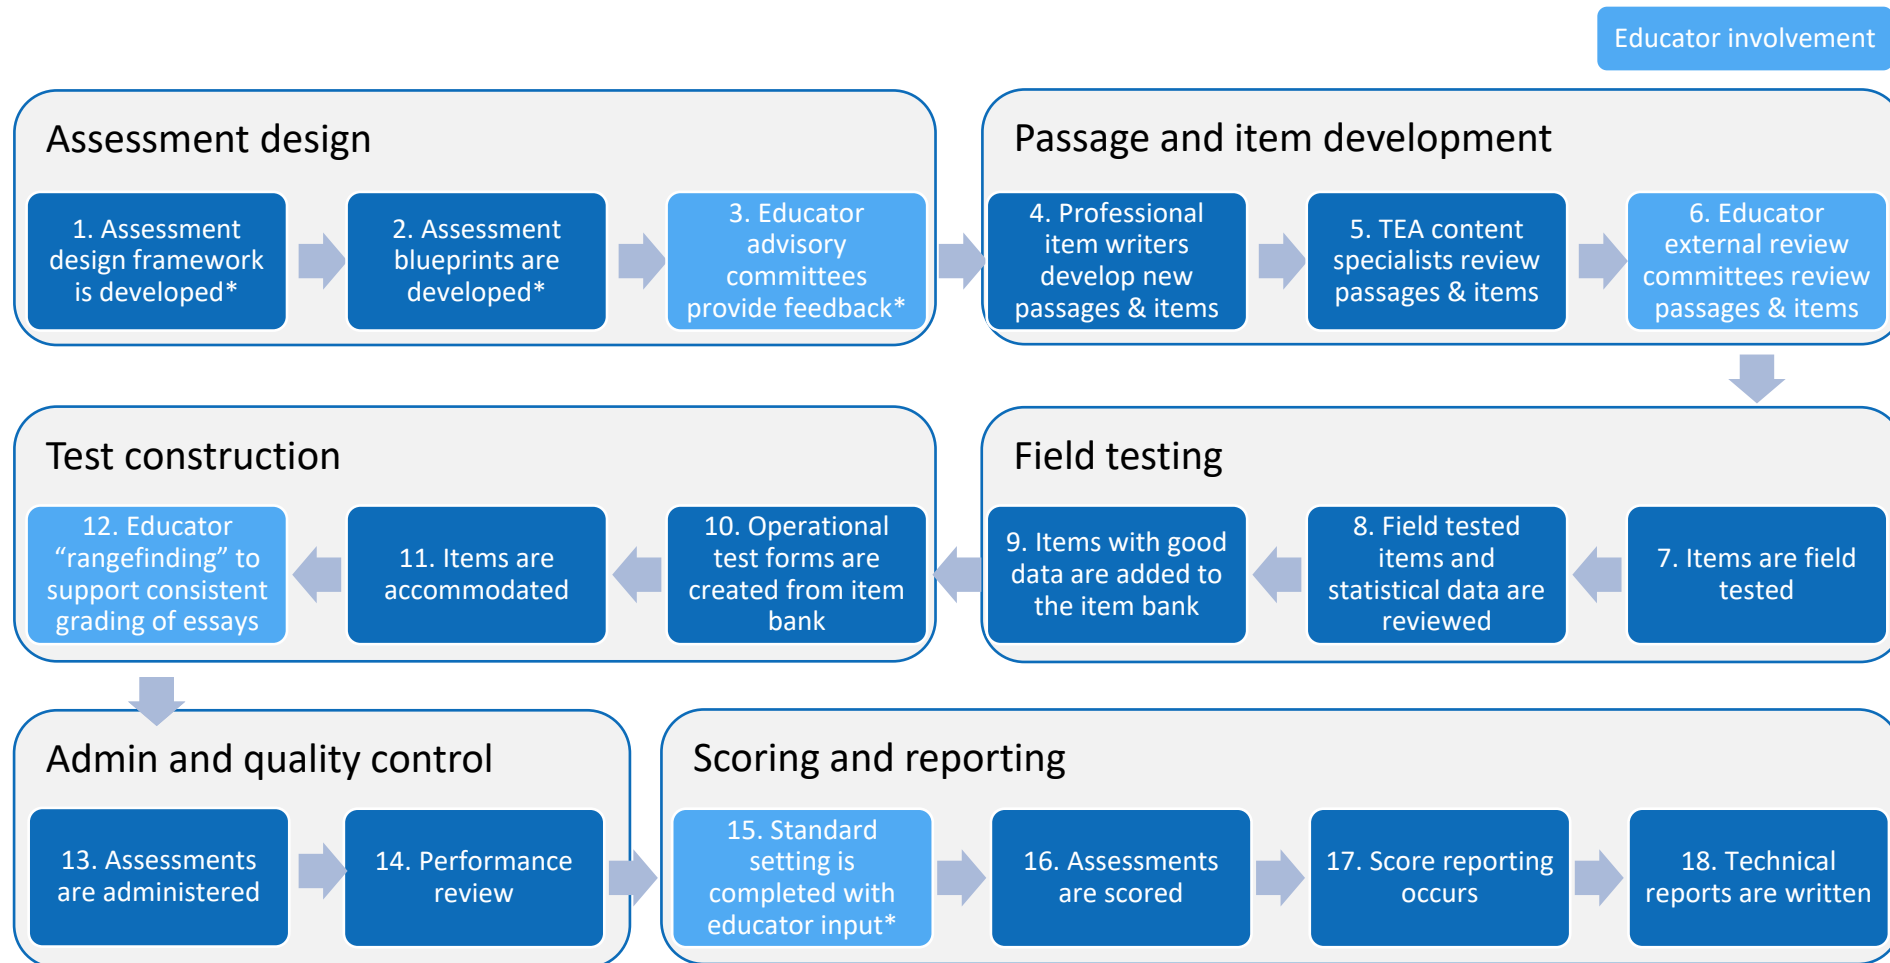 Educator involvement
Assessment design
1. Assessment
design framework
is developed*
2. Assessment
blueprints are
developed*
3. Educator
advisory
committees
provide feedback*
Passage and item development
4. Professional
item writers
develop new
passages & items
5. TEA content
specialists review
passages & items
6. Educator
external review
committees review
passages & items
Field testing
7. Items are field
tested
8. Field tested
items and
statistical data are
reviewed
9. Items with good
data are added to
the item bank
Test construction
10. Operational
test forms are
created from item
bank
11. Items are
accommodated
12. Educator
“rangefinding” to
support consistent
grading of essays
Admin and quality control
13. Assessments
are administered
14. Performance
review
Scoring and reporting
15. Standard
setting is
completed with
educator input*
16. Assessments
are scored
17. Score reporting
occurs
18. Technical
reports are written